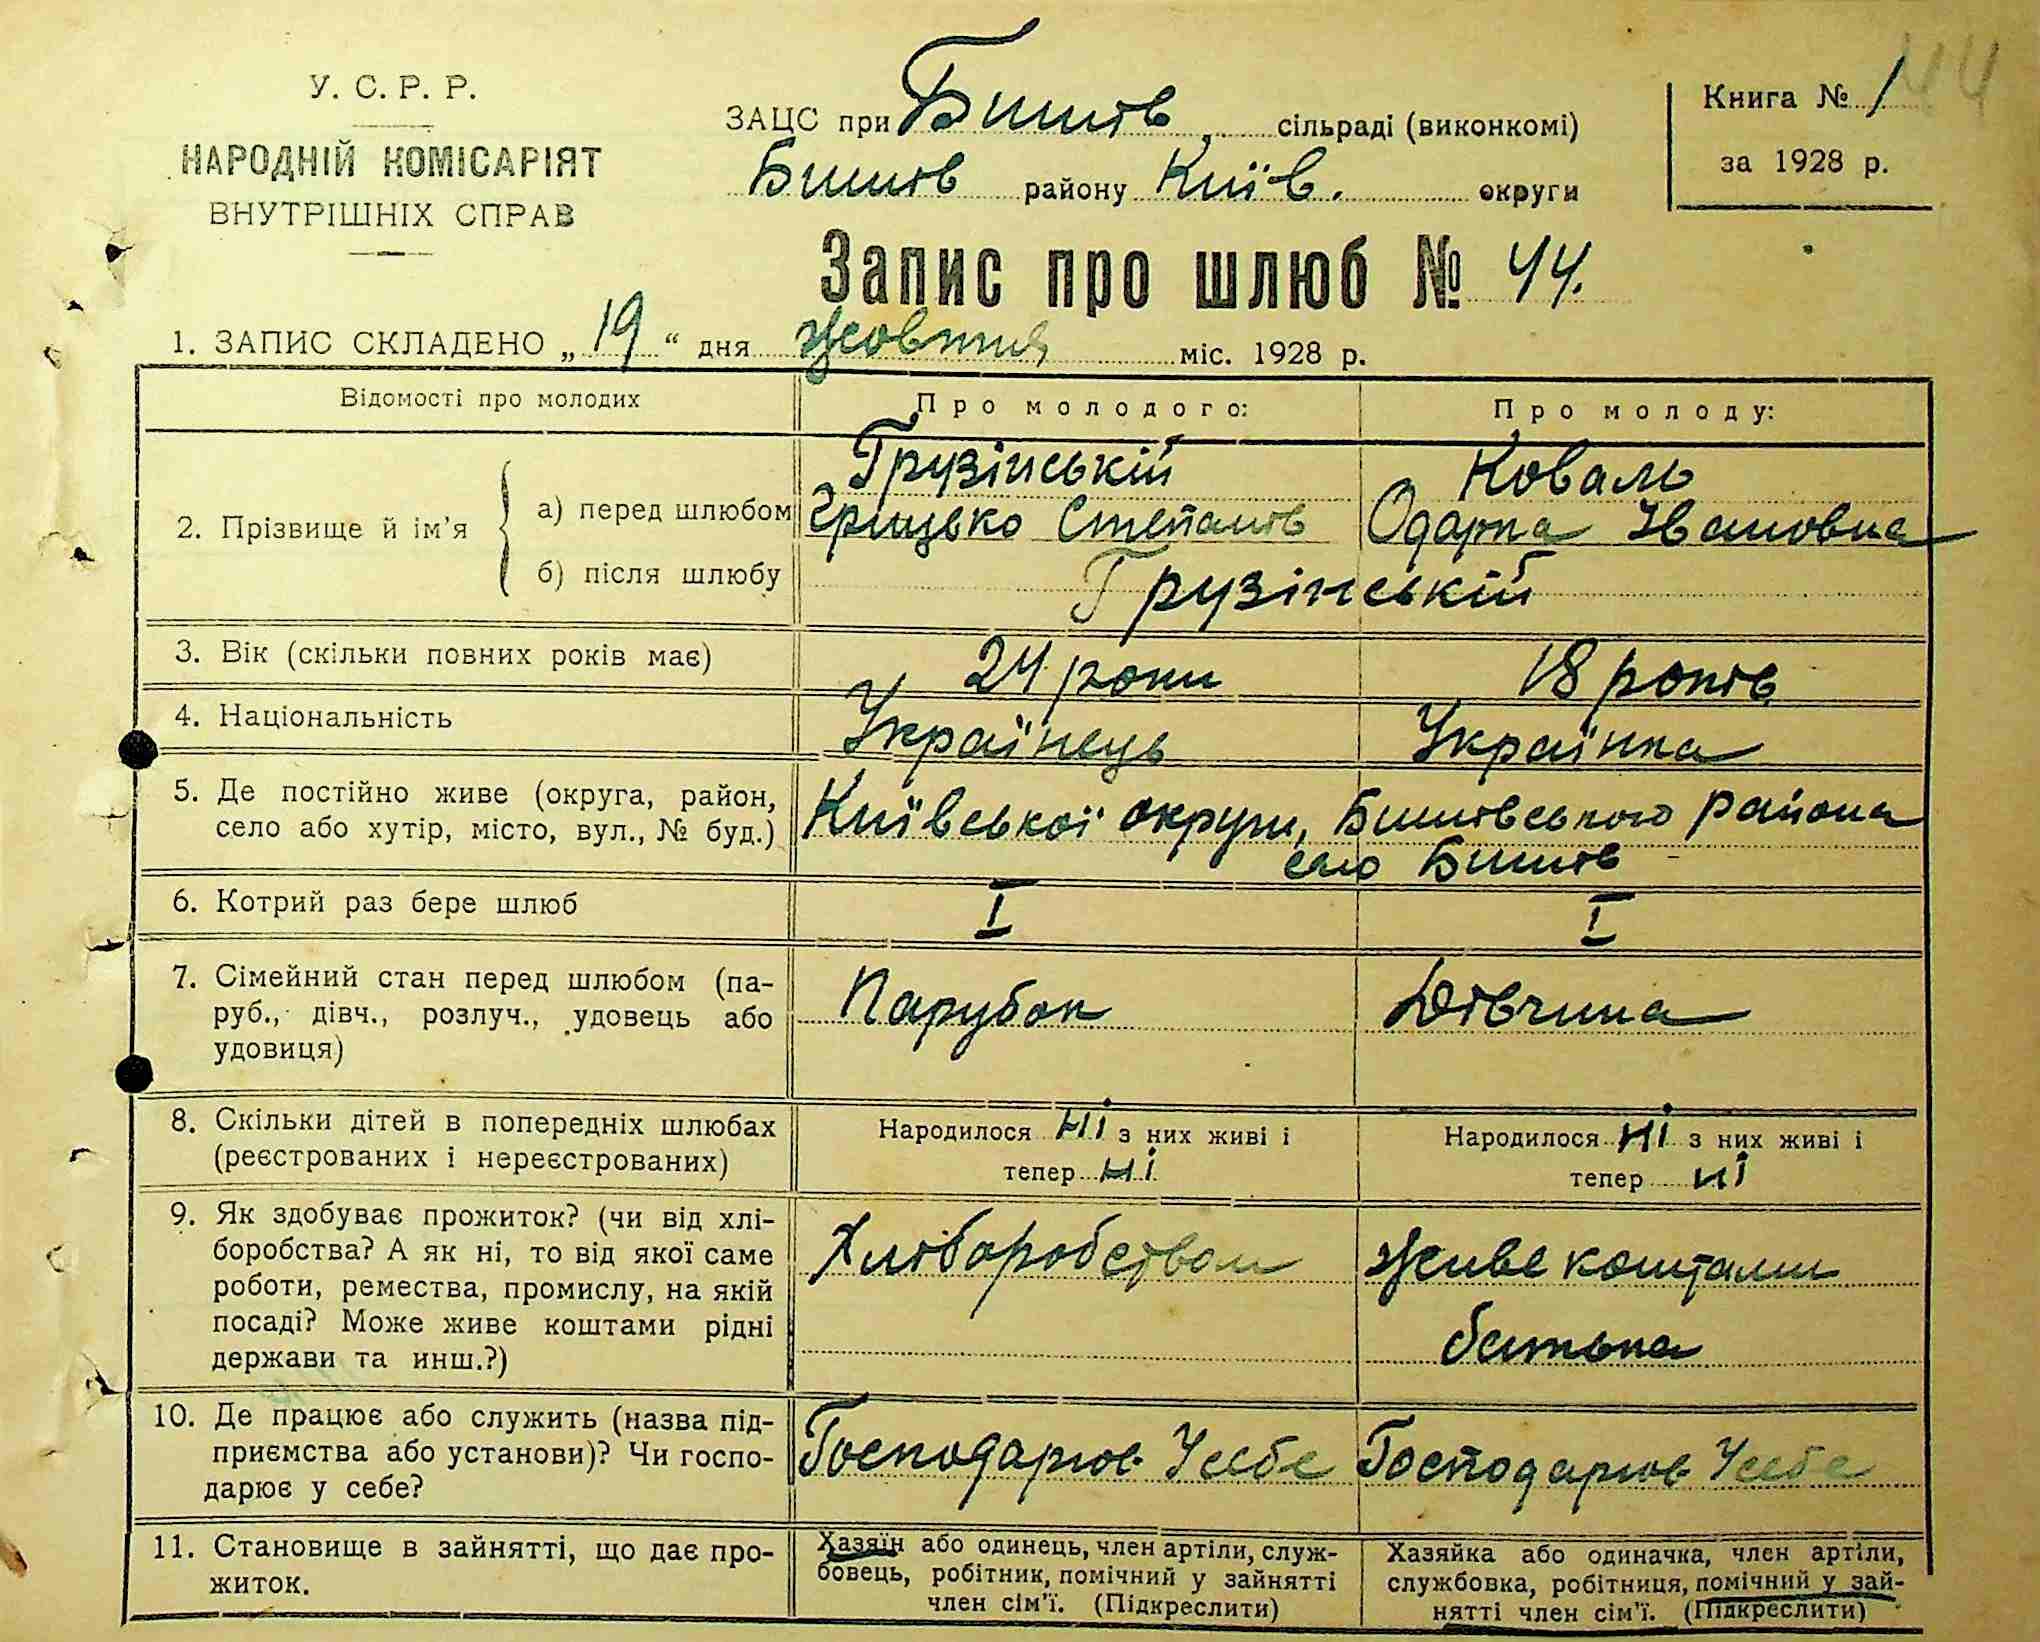 44
У. С. Р. Р.
НАРОДНІЙ КОМІСАРІЯТ
ВНУТРІШНІХ СПРАВ
ЗАЦС при Бишів. сільраді (виконкомі)
Бишів району Київ. округи
Книга № 1
за 1928 р.
Запис про шлюб № 44.
1. ЗАПИС СКЛАДЕНО „19“ дня жовтня міс. 1928 р.
Відомості про молодих
Про молодого:
Про молоду:
2. Прізвище й ім’я
а) перед шлюбом
Грузінській
Грицько Степанів
Коваль
Одарка Івановна
б) після шлюбу
Грузінській
3. Вік (скільки повних років має)
24 роки
18 років
4. Національність
Українець
Українка
5. Де постійно живе (округа, район,
село або хутір, місто, вул., № буд.)
Київської округи, Бишівського района
село Бишів
6. Котрий раз бере шлюб
I
I
7. Сімейний стан перед шлюбом (па-
руб., дівч., розлуч., удовець або
удовиця)
Парубок
Дівчина
8. Скільки дітей в попередніх шлюбах
(реєстрованих і нереєстрованих)
Народилося ні з них живі і
тепер ні
Народилося ні з них живі і
тепер ні
9. Як здобуває прожиток? (чи від хлі-
боробства? А як ні, то від якої саме
роботи, ремества, промислу, на якій
посаді? Може живе коштами рідні
держави та инш.?)
Хліборобством
живе коштами
батька
10. Де працює або служить (назва під-
приємства або установи)? Чи госпо-
дарює у себе?
Господарює Усебе
Господарює Усебе
11. Становище в зайнятті, що дає про-
житок.
Хазяїн або одинець, член артіли, служ-
бовець, робітник, помічний у зайнятті
член сім’ї. (Підкреслити)
Хазяйка або одиначка, член артіли,
службовка, робітниця, помічний у зай-
нятті член сім’ї. (Підкреслити)